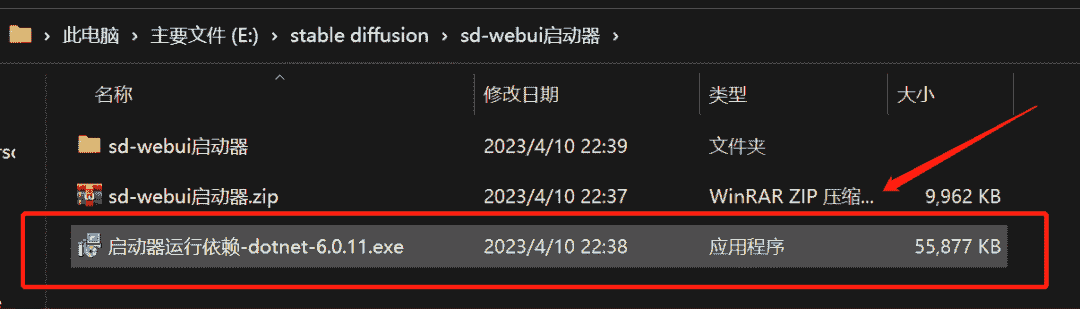 此电脑 › 主要文件 (E:) › stable diffusion › sd-webui启动器 ›
名称 修改日期 类型 大小
sd-webui启动器 2023/4/10 22:39 文件夹
sd-webui启动器.zip 2023/4/10 22:37 WinRAR ZIP 压缩... 9,962 KB
启动器运行依赖-dotnet-6.0.11.exe 2023/4/10 22:38 应用程序 55,877 KB